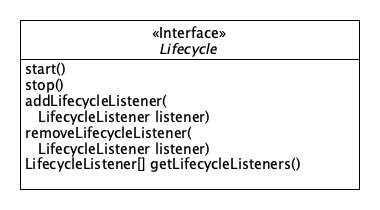 «Interface»
Lifecycle
start()
stop()
addLifecycleListener(
LifecycleListener listener)
removeLifecycleListener(
LifecycleListener listener)
LifecycleListener[] getLifecycleListeners()